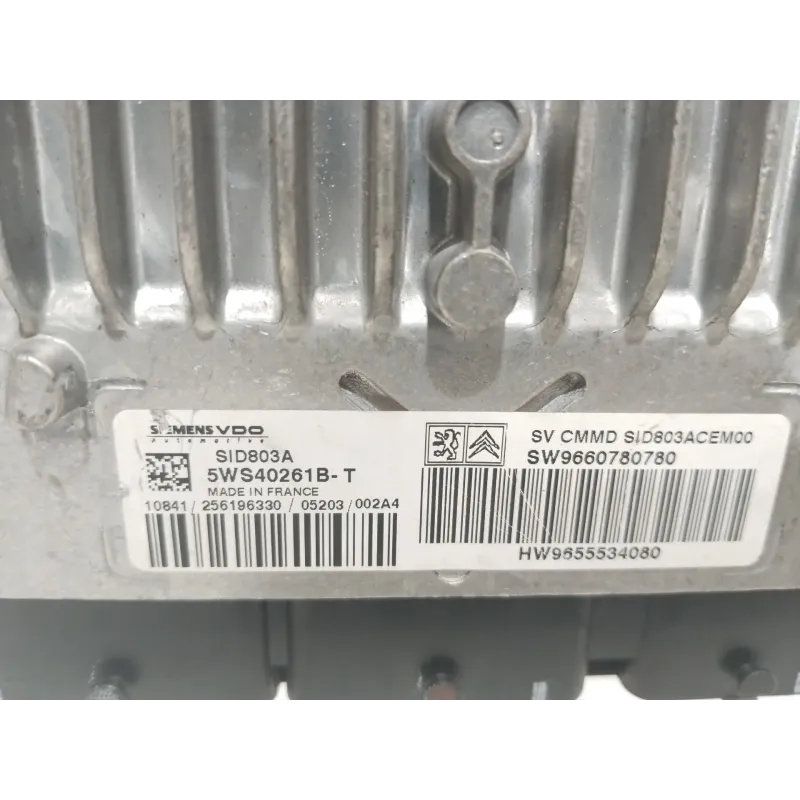 SIEMENS VDO
Automotive
SID803A
5WS40261B-T
MADE IN FRANCE
10841/256196330/05203/002A4
SV CMMD SID803ACEM00
SW9660780780
HW9655534080